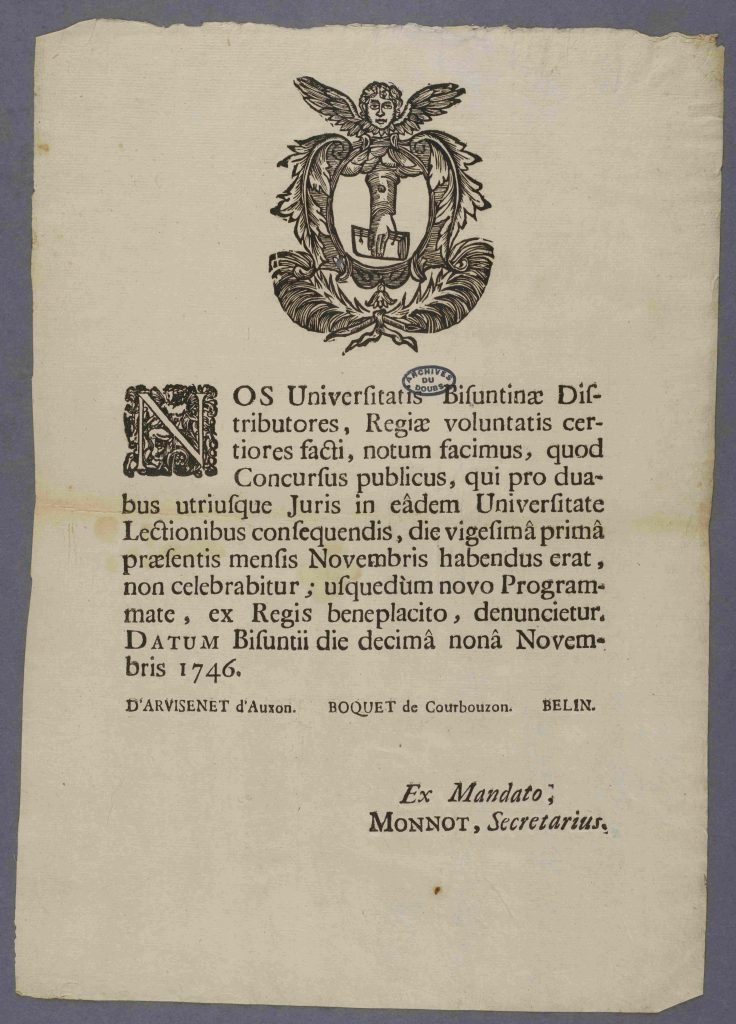 ARCHIVES
DU
DOUBS
NOS Univerſitatis Biſuntinæ Diſ-
tributores, Regiæ voluntatis cer-
tiores facti, notum facimus, quod
Concurſus publicus, qui pro dua-
bus utriuſque Juris in eâdem Univerſitate
Lectionibus conſequendis, die vigeſimâ primâ
præſentis menſis Novembris habendus erat,
non celebrabitur; uſquedùm novo Program-
mate, ex Regis beneplacito, denuncietur.
DATUM Biſuntii die decimâ nonâ Novem-
bris 1746.
D'ARVISENET d'Auxon. BOQUET de Courbouzon. BELIN.
Ex Mandato;
MONNOT, Secretarius.